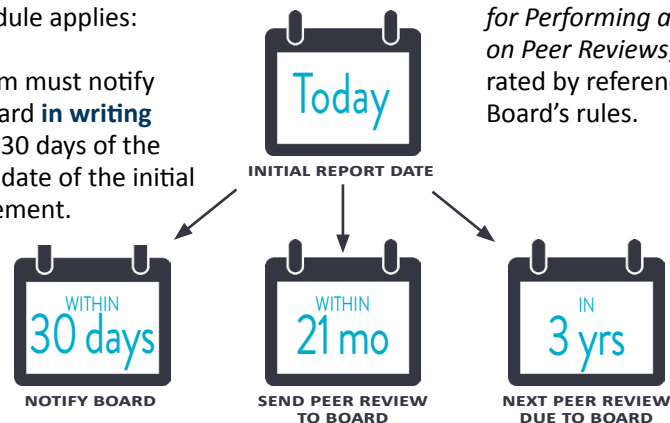 dule applies:
m must notify
ard in writing
30 days of the
date of the initial
ement.
for Performing a
on Peer Reviews,
rated by referenc
Board's rules.
Today
INITIAL REPORT DATE
WITHIN
30 days
NOTIFY BOARD
WITHIN
21 mo
SEND PEER REVIEW
TO BOARD
IN
3 yrs
NEXT PEER REVIEW
DUE TO BOARD